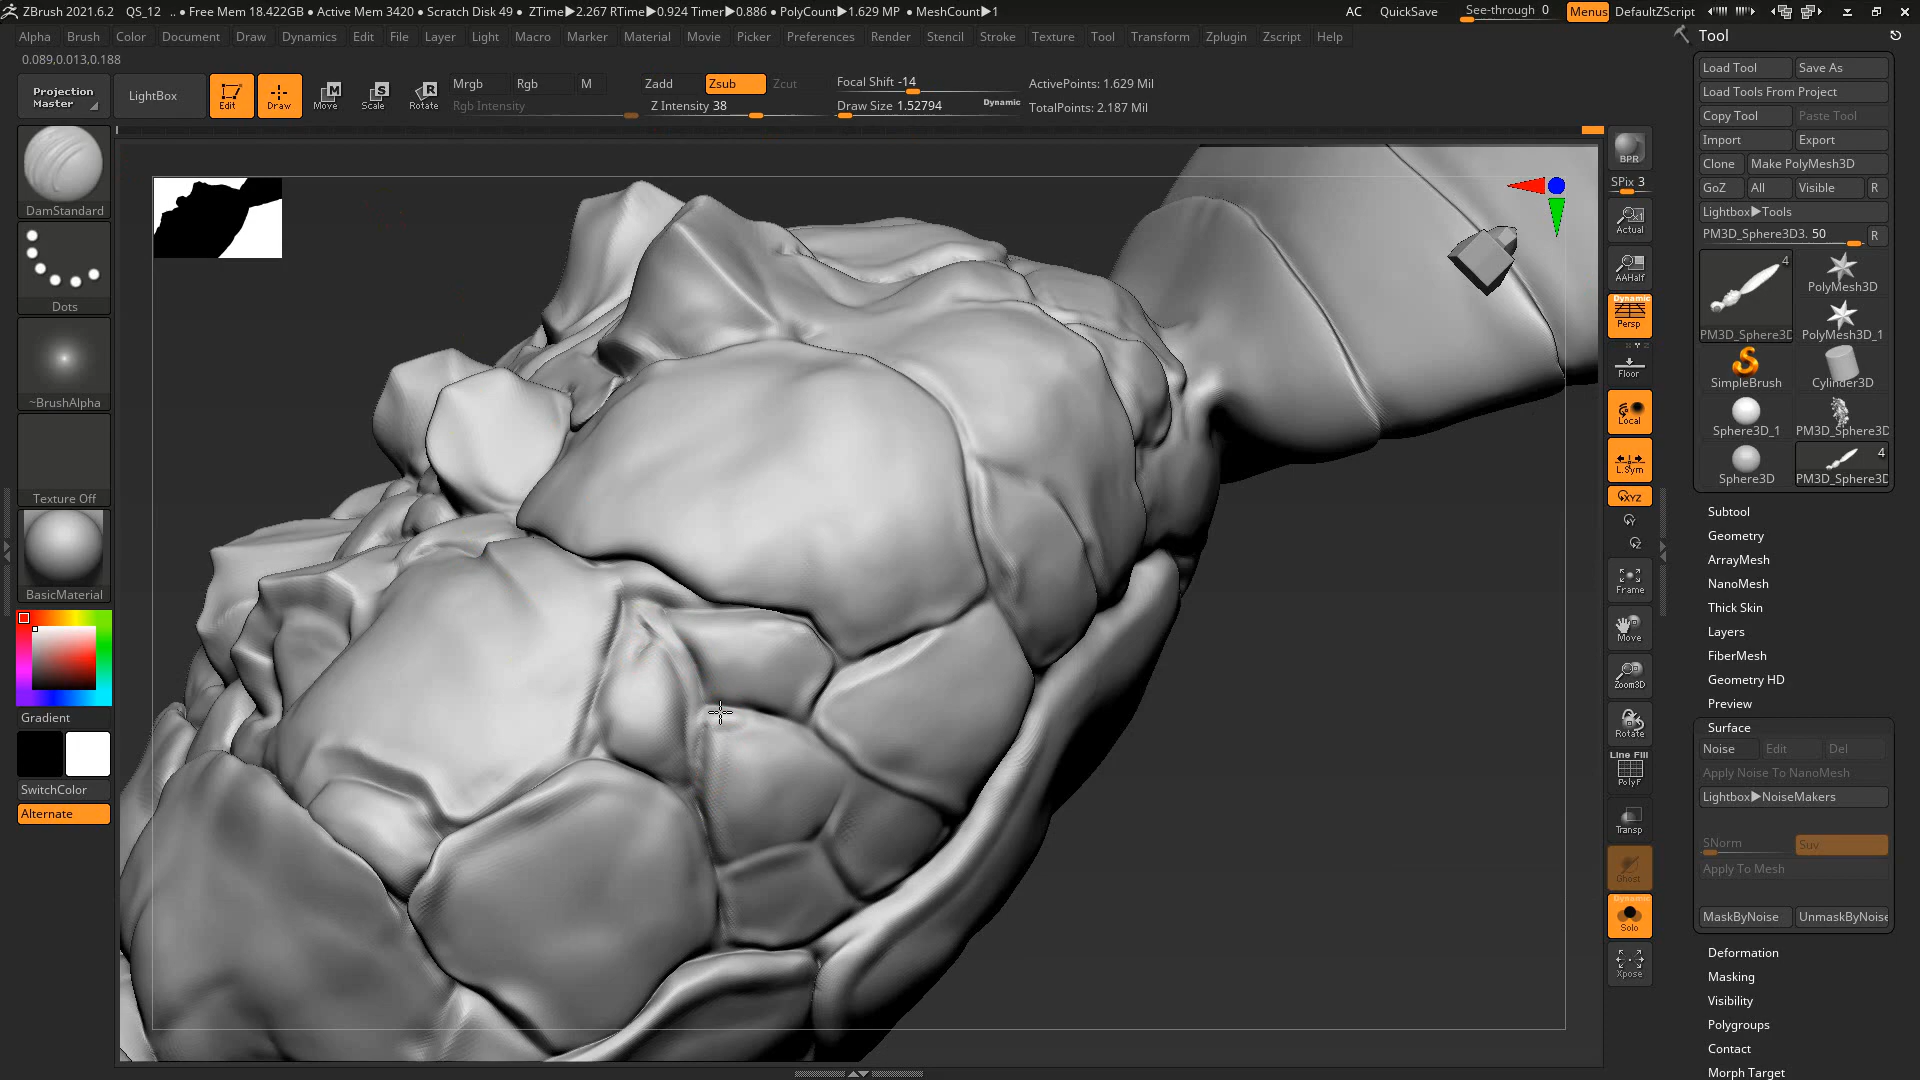 ZBrush 2021.6.2 QS_12 .. ● Free Mem 18.422GB ● Active Mem 3420 ● Scratch Disk 49 ● ZTime▶2.267 RTime▶0.924 Timer▶0.886 ● PolyCount▶1.629 MP ● MeshCount▶1 AC QuickSave See-through 0 Menus DefaultZScript
Alpha Brush Color Document Draw Dynamics Edit File Layer Light Macro Marker Material Movie Picker Preferences Render Stencil Stroke Texture Tool Transform Zplugin Zscript Help
0.089,0.013,0.188
Projection Master
LightBox
Edit
Draw
Move
Scale
Rotate
Mrgb Rgb M
Rgb Intensity
Zadd Zsub Zcut
Z Intensity 38
Focal Shift -14
Draw Size 1.52794 Dynamic
ActivePoints: 1.629 Mil
TotalPoints: 2.187 Mil
DamStandard
Dots
~BrushAlpha
Texture Off
BasicMaterial
Gradient
SwitchColor
Alternate
BPR
SPix 3
Actual
AAHalf
Dynamic
Persp
Floor
Local
L.Sym
XYZ
Y
Z
Frame
Move
Zoom3D
Rotate
Line Fill
PolyF
Transp
Ghost
Dynamic
Solo
Xpose
Tool
Load Tool Save As
Load Tools From Project
Copy Tool Paste Tool
Import Export
Clone Make PolyMesh3D
GoZ All Visible R
Lightbox▶Tools
PM3D_Sphere3D3. 50 R
4
PM3D_Sphere3D
PolyMesh3D
PolyMesh3D_1
SimpleBrush
Cylinder3D
Sphere3D_1
PM3D_Sphere3D
Sphere3D
4
PM3D_Sphere3D
Subtool
Geometry
ArrayMesh
NanoMesh
Thick Skin
Layers
FiberMesh
Geometry HD
Preview
Surface
Noise Edit Del
Apply Noise To NanoMesh
Lightbox▶NoiseMakers
SNorm Suv
Apply To Mesh
MaskByNoise UnmaskByNoise
Deformation
Masking
Visibility
Polygroups
Contact
Morph Target